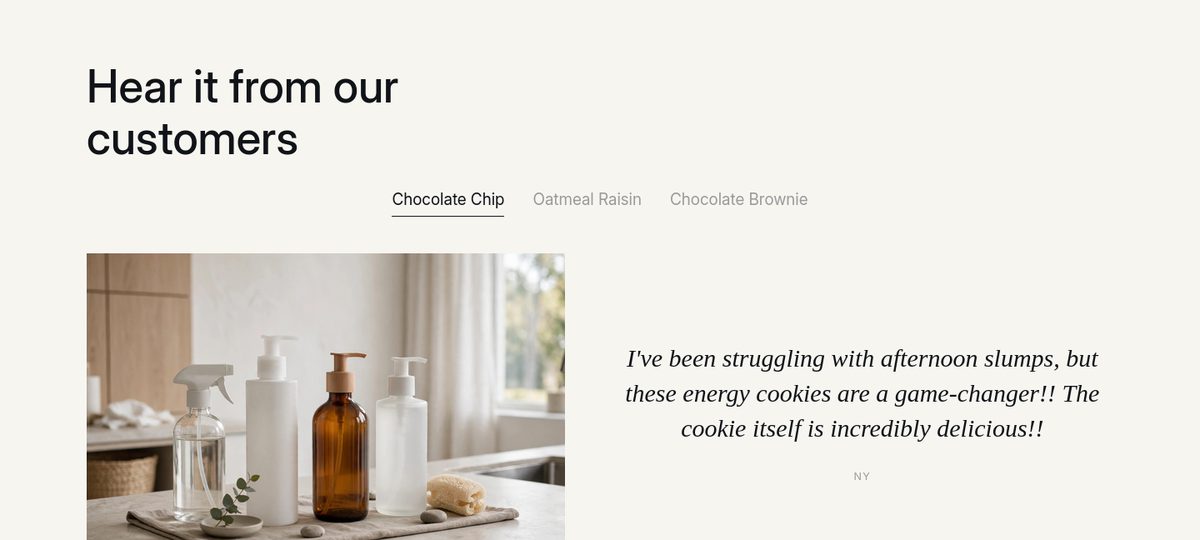 Hear it from our
customers
Chocolate Chip
Oatmeal Raisin
Chocolate Brownie
I've been struggling with afternoon slumps, but
these energy cookies are a game-changer!! The
cookie itself is incredibly delicious!!
NY